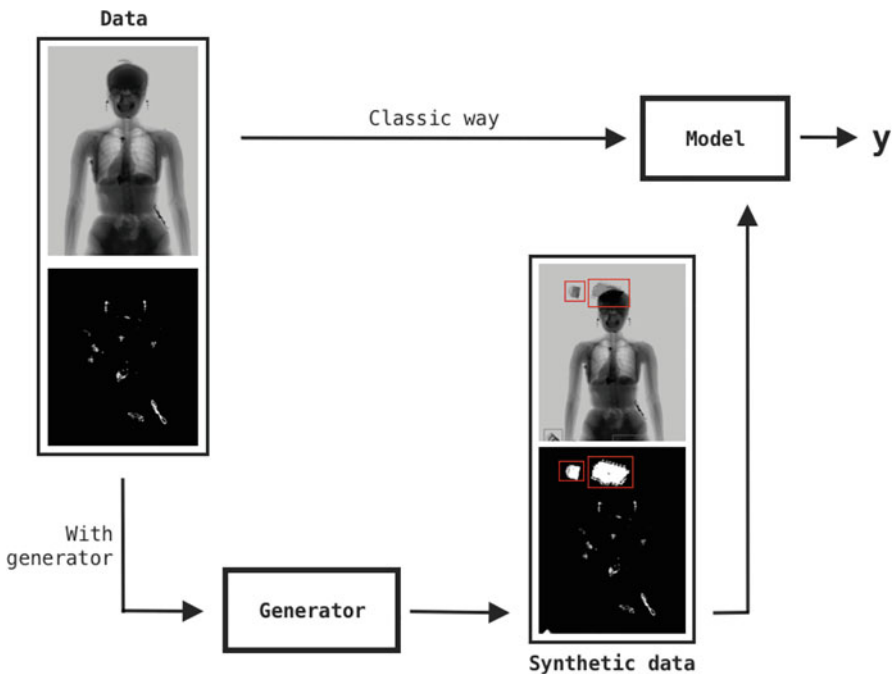 Data
Classic way
Model
y
With
generator
Generator
Synthetic data